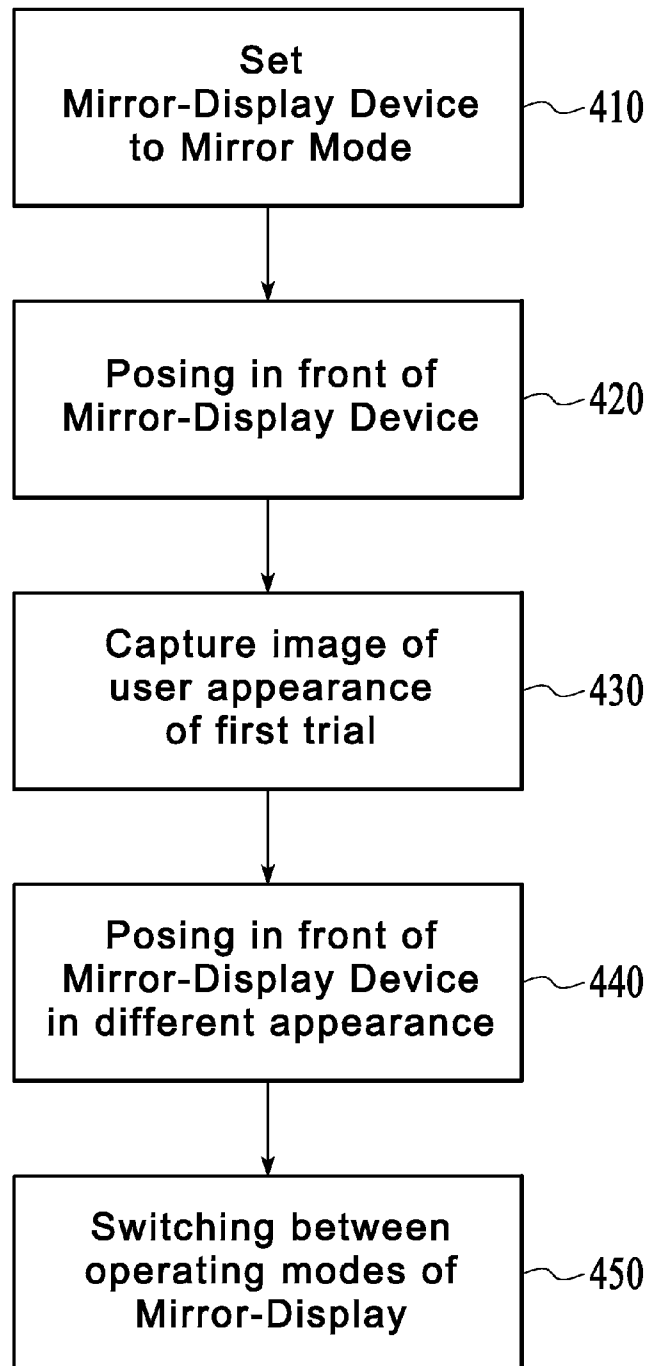 Set
Mirror-Display Device
to Mirror Mode
410
Posing in front of
Mirror-Display Device
420
Capture image of
user appearance
of first trial
430
Posing in front of
Mirror-Display Device
in different appearance
440
Switching between
operating modes of
Mirror-Display
450